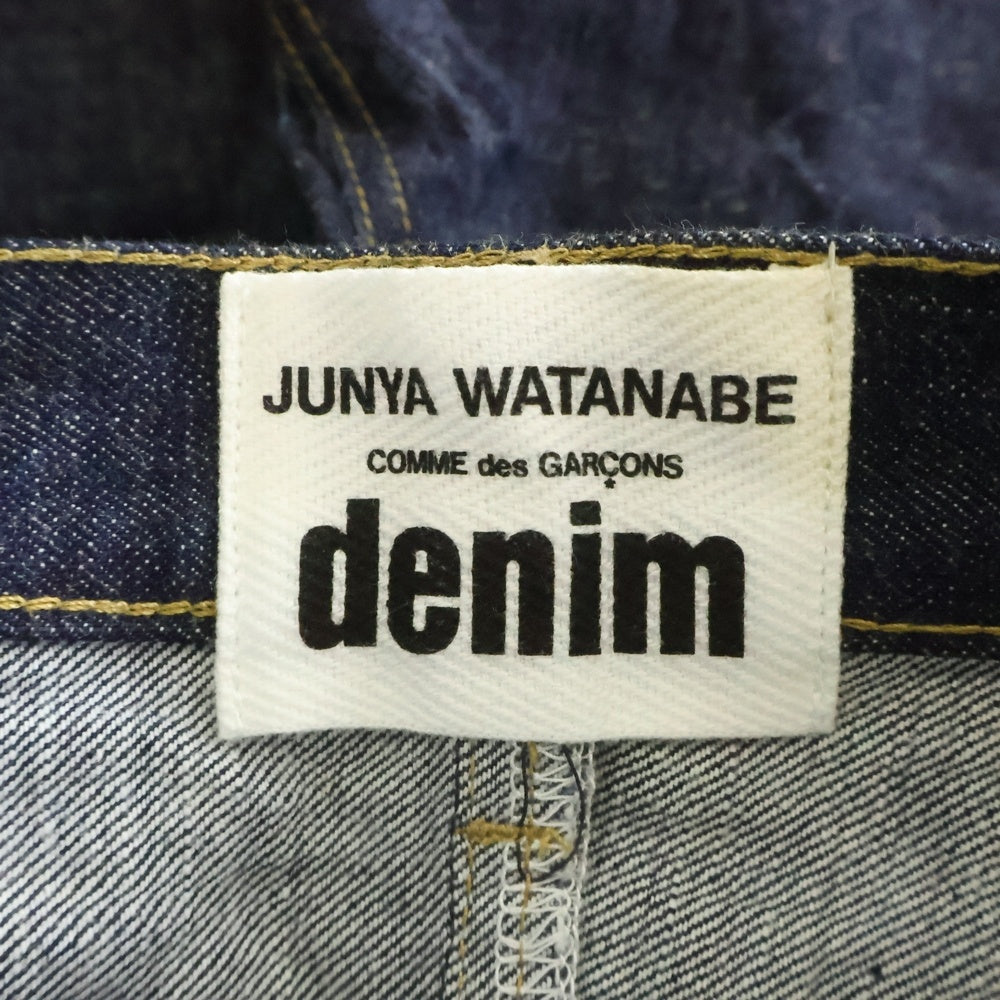 JUNYA WATANABE
COMME des GARÇONS
denim